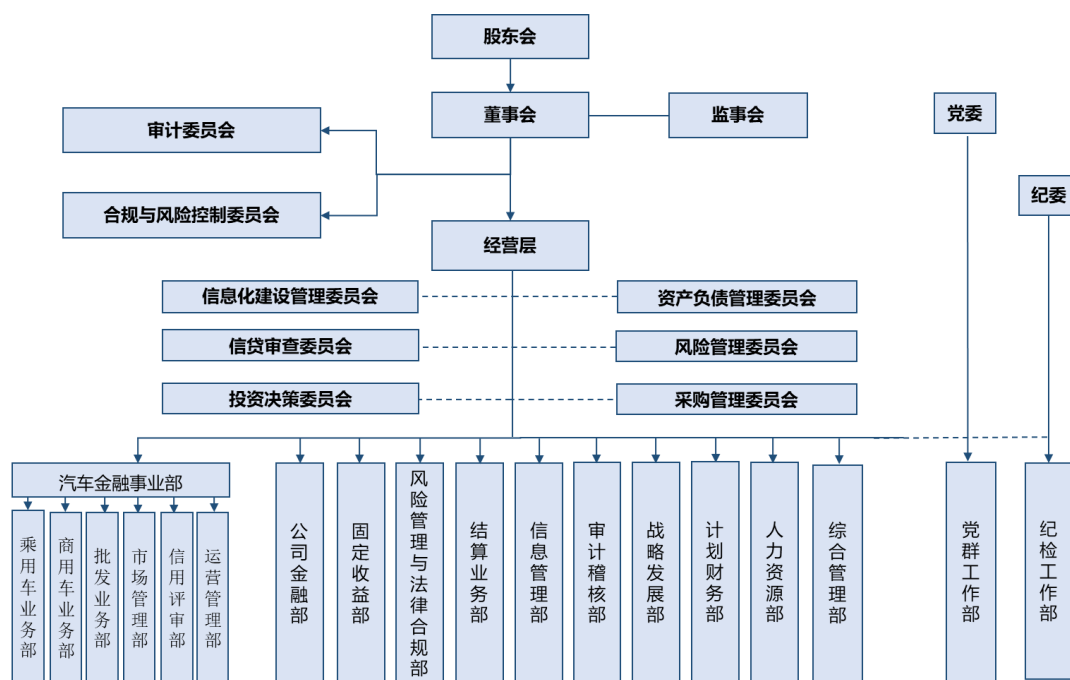 股东会
董事会
监事会
党委
审计委员会
纪委
合规与风险控制委员会
经营层
信息化建设管理委员会
资产负债管理委员会
信贷审查委员会
风险管理委员会
投资决策委员会
采购管理委员会
汽车金融事业部
乘用车业务部
商用车业务部
批发业务部
市场管理部
信用评审部
运营管理部
公司金融部
固定收益部
风险管理与法律合规部
结算业务部
信息管理部
审计稽核部
战略发展部
计划财务部
人力资源部
综合管理部
党群工作部
纪检工作部